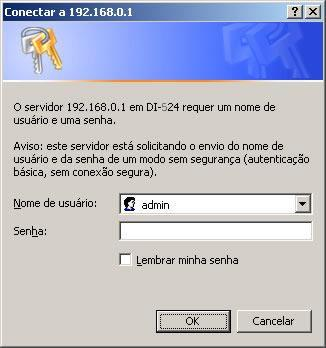 Conectar a 192.168.0.1
O servidor 192.168.0.1 em DI-524 requer um nome de
usuário e uma senha.
Aviso: este servidor está solicitando o envio do nome de
usuário e da senha de um modo sem segurança (autenticação
básica, sem conexão segura).
Nome de usuário: admin
Senha:
Lembrar minha senha
OK Cancelar